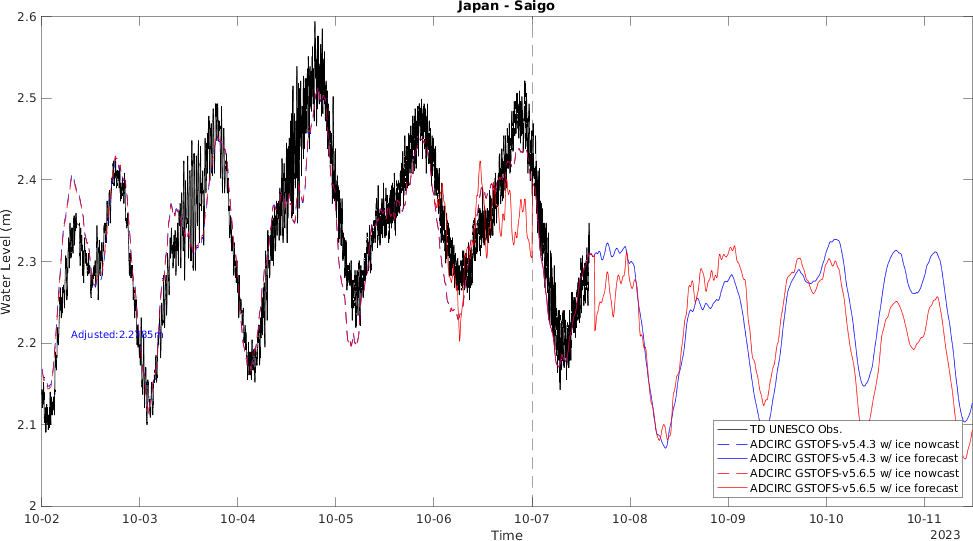 Japan - Saigo
2.6
2.5
2.4
2.3
2.2
2.1
2
Water Level (m)
Adjusted:2.2785m
TD UNESCO Obs.
ADCIRC GSTOFS-v5.4.3 w/ ice nowcast
ADCIRC GSTOFS-v5.4.3 w/ ice forecast
ADCIRC GSTOFS-v5.6.5 w/ ice nowcast
ADCIRC GSTOFS-v5.6.5 w/ ice forecast
10-02 10-03 10-04 10-05 10-06 10-07 10-08 10-09 10-10 10-11
Time
2023